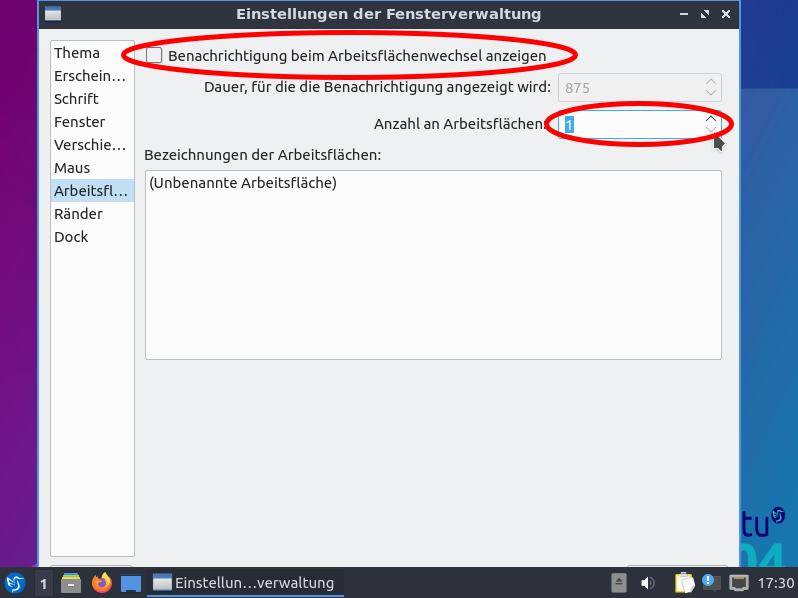 Einstellungen der Fensterverwaltung
Thema
Erschein...
Schrift
Fenster
Verschie...
Maus
Arbeitsfl...
Ränder
Dock
Benachrichtigung beim Arbeitsflächenwechsel anzeigen
Dauer, für die die Benachrichtigung angezeigt wird: 875
Anzahl an Arbeitsflächen: 1
Bezeichnungen der Arbeitsflächen:
(Unbenannte Arbeitsfläche)
tu
04
1 Einstellun...verwaltung 17:30